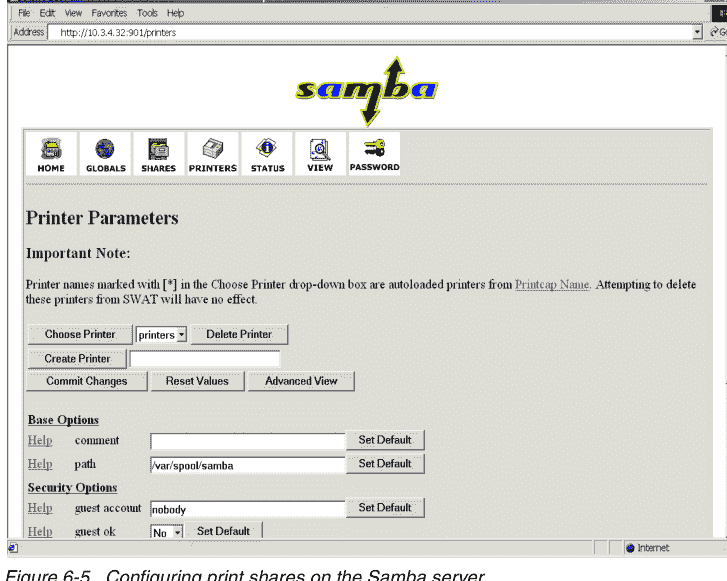 File Edit View Favorites Tools Help
Address http://10.3.4.32:901/printers
samba
HOME GLOBALS SHARES PRINTERS STATUS VIEW PASSWORD
Printer Parameters
Important Note:
Printer names marked with [*] in the Choose Printer drop-down box are autoloaded printers from Printcap Name. Attempting to delete
these printers from SWAT will have no effect.
Choose Printer printers Delete Printer
Create Printer
Commit Changes Reset Values Advanced View
Base Options
Help comment Set Default
Help path /var/spool/samba Set Default
Security Options
Help guest account nobody Set Default
Help guest ok No Set Default
Internet
Figure 6-5 Configuring print shares on the Samba server